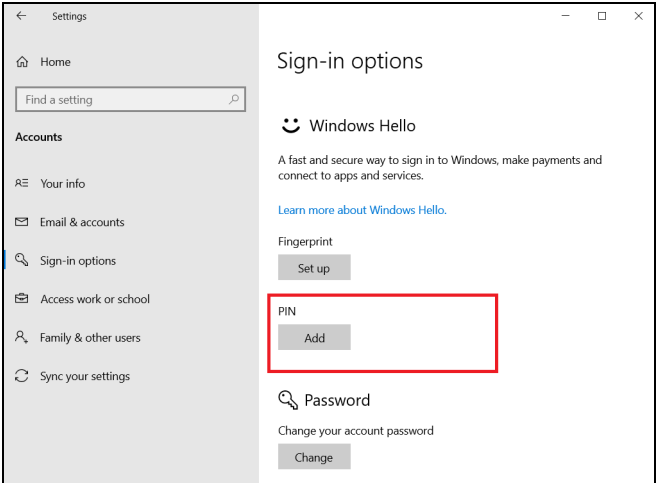 Settings
Home
Find a setting
Accounts
Your info
Email & accounts
Sign-in options
Access work or school
Family & other users
Sync your settings
Sign-in options
Windows Hello
A fast and secure way to sign in to Windows, make payments and
connect to apps and services.
Learn more about Windows Hello.
Fingerprint
Set up
PIN
Add
Password
Change your account password
Change